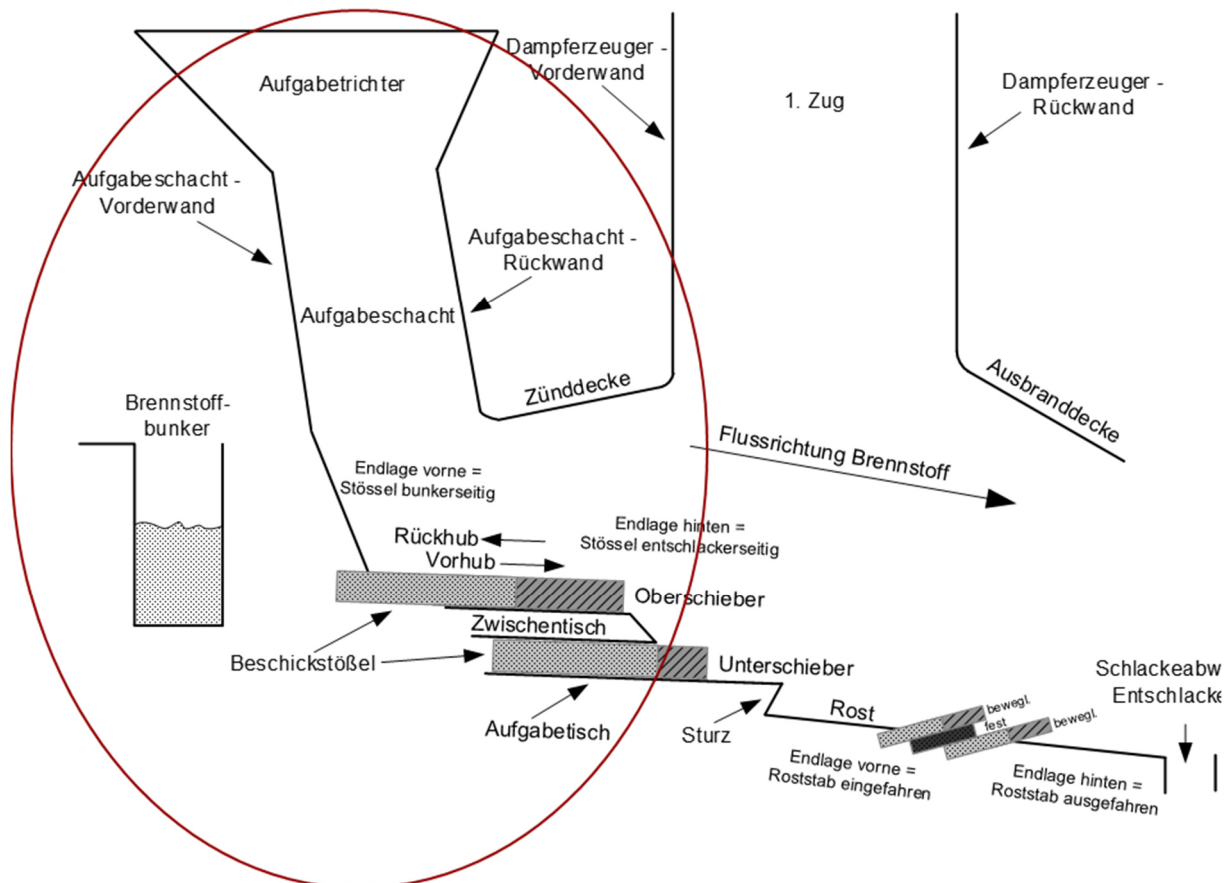 Aufgabetrichter
Dampferzeuger -
Vorderwand
1. Zug
Dampferzeuger -
Rückwand
Aufgabeschacht -
Vorderwand
Aufgabeschacht -
Rückwand
Aufgabeschacht
Zünddecke
Ausbranddecke
Brennstoff-
bunker
Flussrichtung Brennstoff
Endlage vorne =
Stössel bunkerseitig
Endlage hinten =
Stössel entschlackerseitig
Rückhub
Vorhub
Oberschieber
Zwischentisch
Beschickstößel
Unterschieber
Schlackeabw
Entschlacke
Aufgabetisch
Sturz
Rost
bewegl.
fest
bewegl.
Endlage vorne =
Roststab eingefahren
Endlage hinten =
Roststab ausgefahren